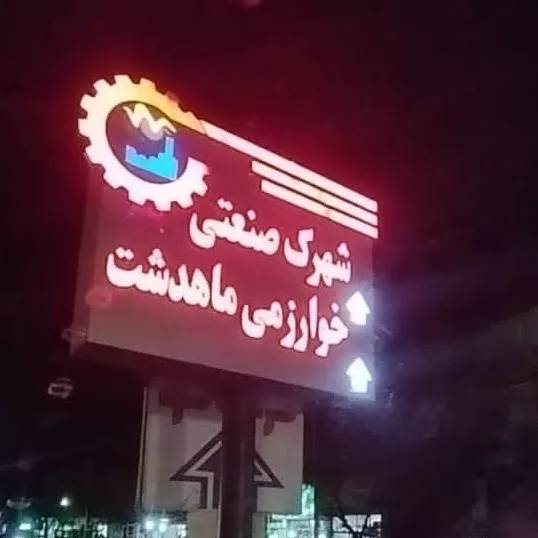 شهرک صنعتی
خوارزمی ماهدشت